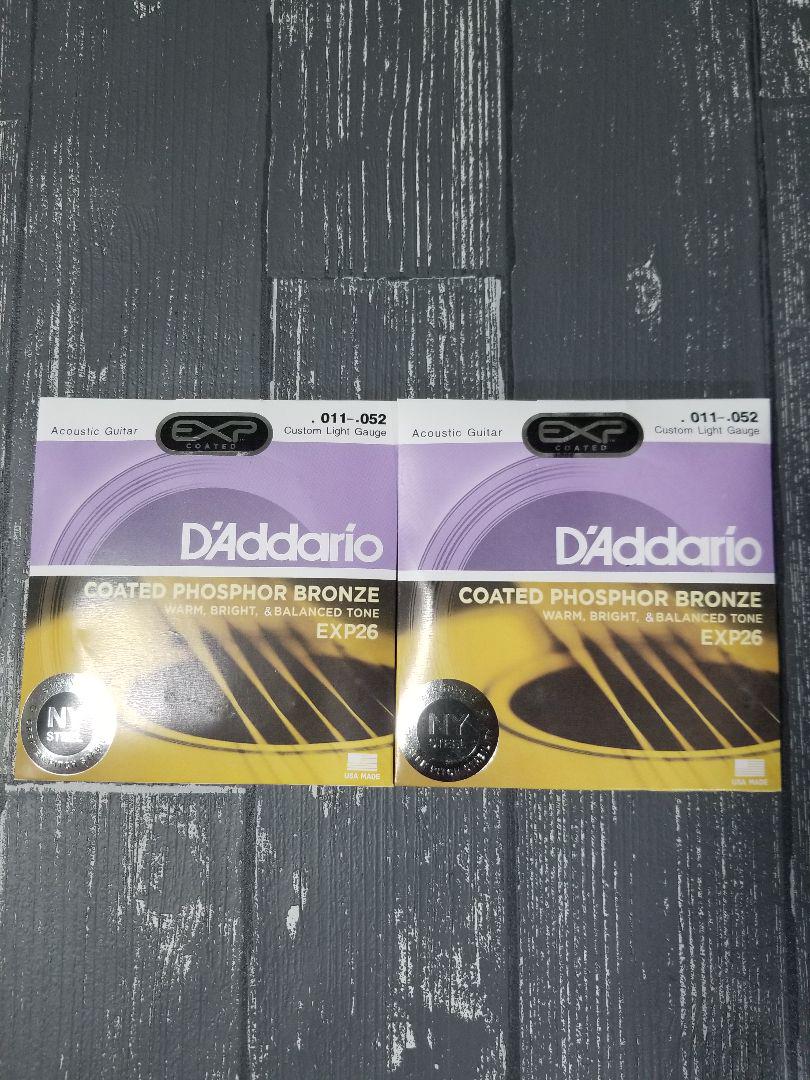 Acoustic Guitar
EXP
COATED
. 011–.052
Custom Light Gauge
D'Addario
COATED PHOSPHOR BRONZE
WARM, BRIGHT, & BALANCED TONE
EXP26
NY
STEEL
USA MADE
Acoustic Guitar
EXP
COATED
. 011–.052
Custom Light Gauge
D'Addario
COATED PHOSPHOR BRONZE
WARM, BRIGHT, & BALANCED TONE
EXP26
NY
STEEL
USA MADE